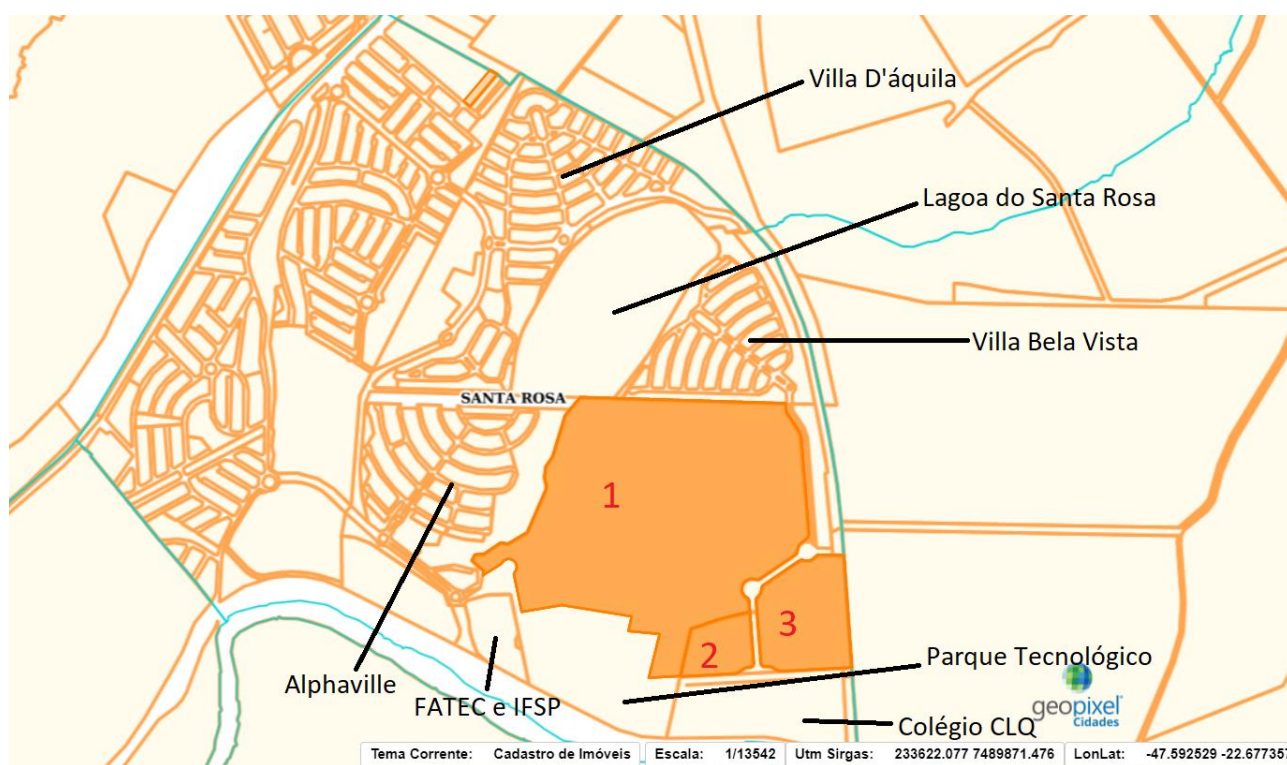 Villa D'áquila
Lagoa do Santa Rosa
Villa Bela Vista
SANTA ROSA
1
3
2
Parque Tecnológico
Alphaville
FATEC e IFSP
geopixel
Cidades
Colégio CLQ
Tema Corrente: Cadastro de Imóveis Escala: 1/13542 Utm Sirgas: 233622.077 7489871.476 LonLat: -47.592529 -22.677357